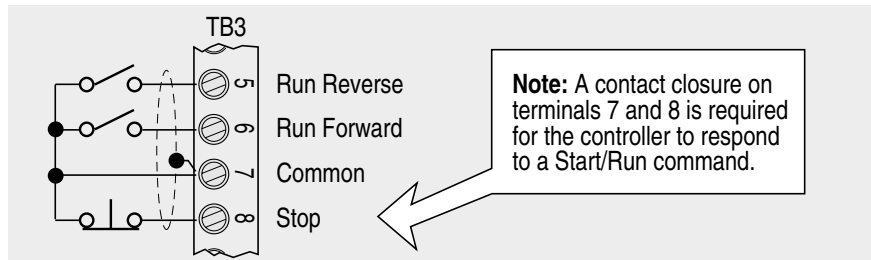 TB3
5 Run Reverse
6 Run Forward
7 Common
8 Stop
Note: A contact closure on
terminals 7 and 8 is required
for the controller to respond
to a Start/Run command.